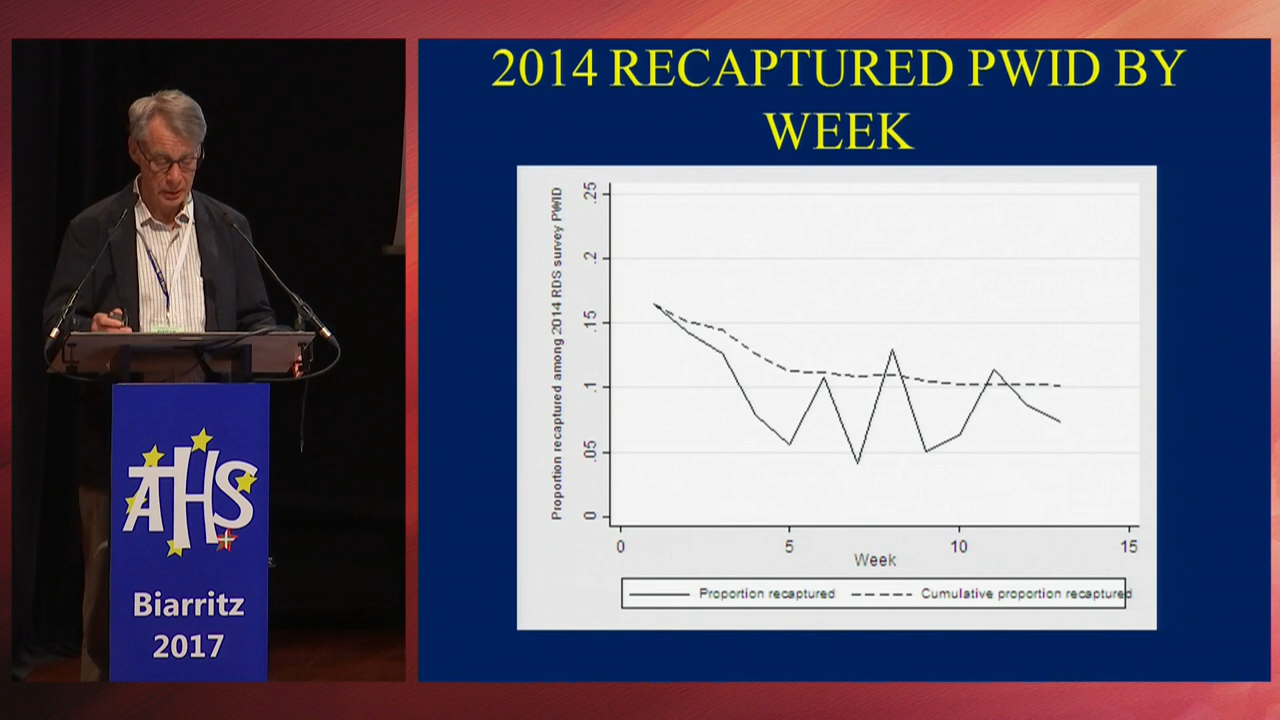 2014 RECAPTURED PWID BY
WEEK
Proportion recaptured among 2014 RDS survey PWID
.25
.2
.15
.1
.05
0
0 5 10 15
Week
Proportion recaptured Cumulative proportion recaptured
AHS
Biarritz
2017